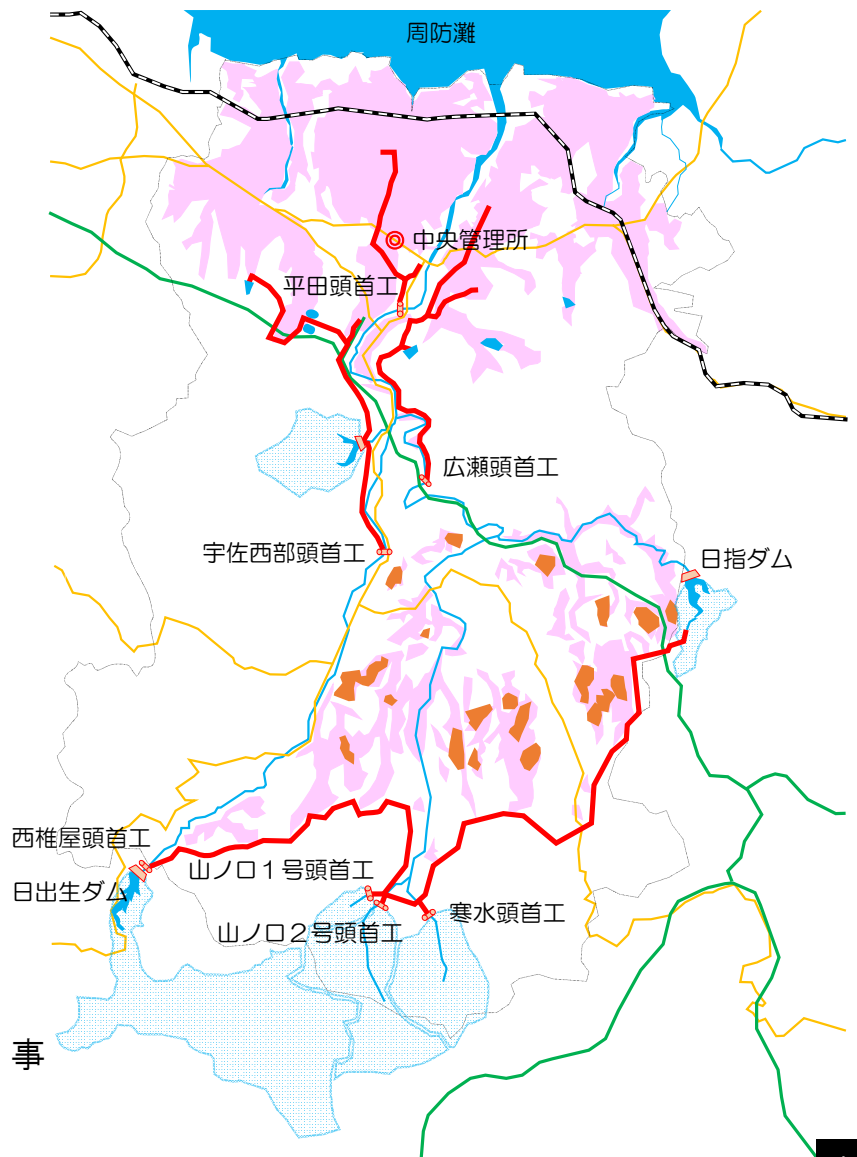 周防灘
中央管理所
平田頭首工
広瀬頭首工
宇佐西部頭首工
日指ダム
西椎屋頭首工
山ノ口１号頭首工
日出生ダム
寒水頭首工
山ノ口２号頭首工
事